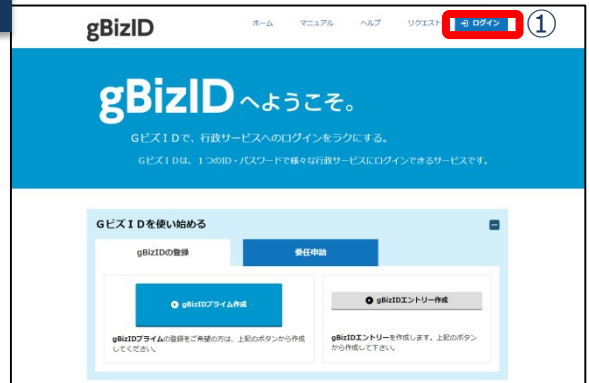 gBizID
ホーム マニュアル ヘルプ リクエスト ログイン ①
gBizIDへようこそ。
GビズIDで、行政サービスへのログインをラクにする。
GビズIDは、1つのID・パスワードで様々な行政サービスにログインできるサービスです。
GビズIDを使い始める
gBizIDの登録 委任申請
gBizIDプライム作成 gBizIDエントリー作成
gBizIDプライムの登録をご希望の方は、上記のボタンから作成
してください。
gBizIDエントリーを作成します。上記のボタン
から作成して下さい。